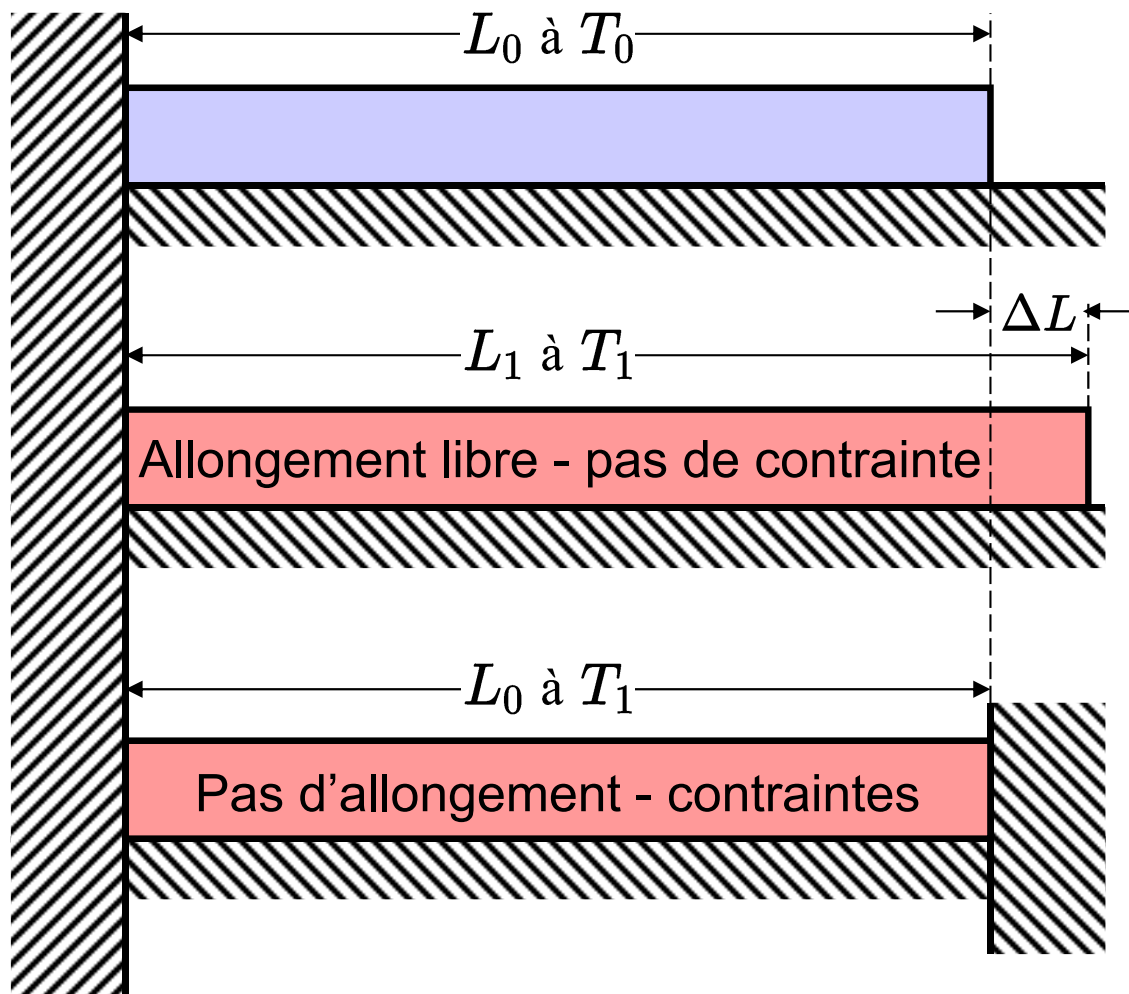 L₀ à T₀
ΔL
L₁ à T₁
Allongement libre - pas de contrainte
L₀ à T₁
Pas d’allongement - contraintes